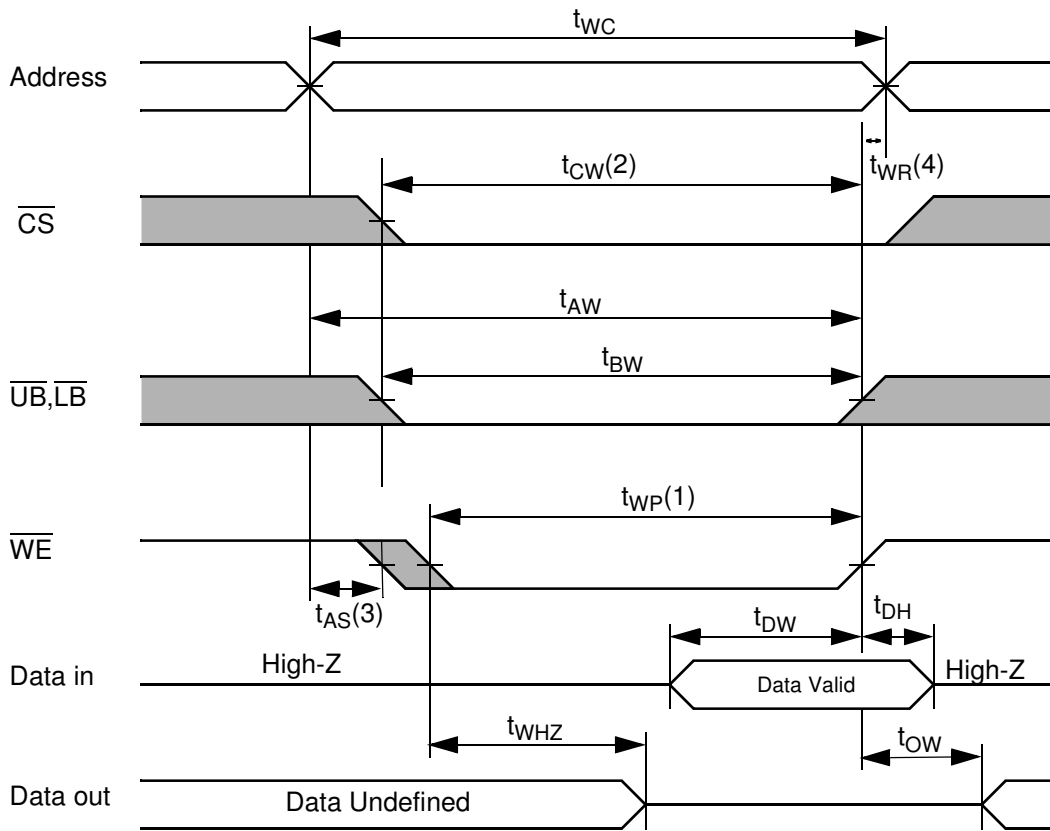 tWC
Address
tCW(2)
tWR(4)
CS
tAW
tBW
UB,LB
tWP(1)
WE
tAS(3)
tDW
tDH
Data in
High-Z
Data Valid
High-Z
tWHZ
tOW
Data out
Data Undefined